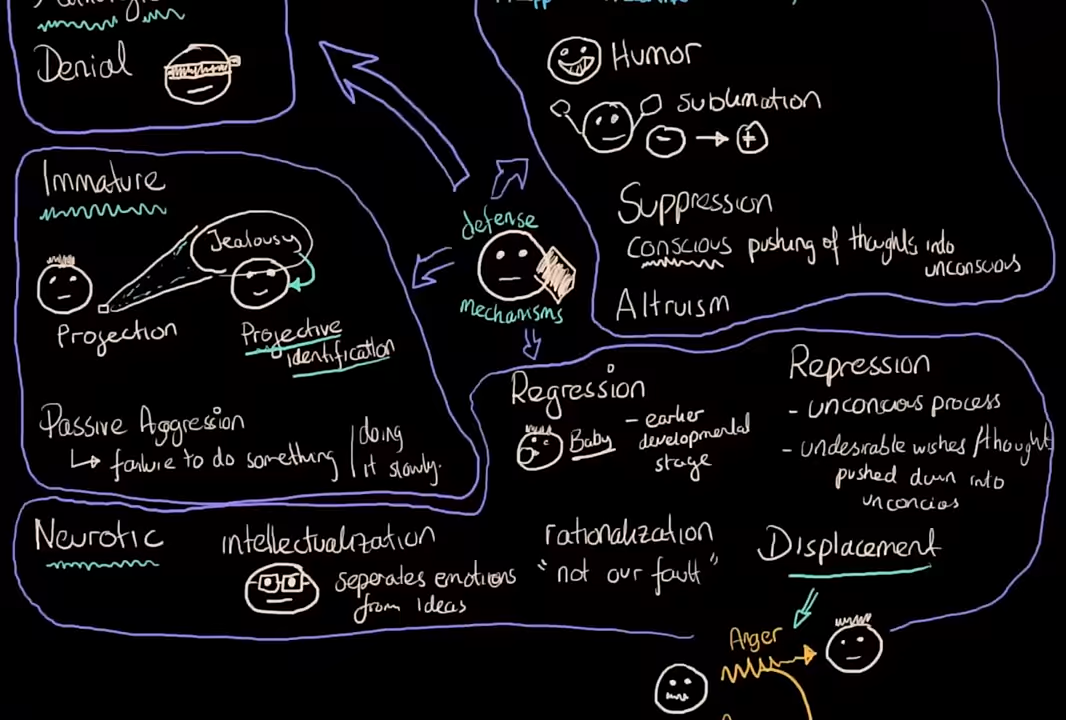 Denial
Immature
Jealousy
Projection
Projective
identification
Passive Aggression
failure to do something / doing
it slowly.
defense
mechanisms
Humor
sublimation
- → +
Suppression
conscious pushing of thoughts into
unconscious
Altruism
Regression
Baby
- earlier
developmental
stage
Repression
- unconcious process
- undesirable wishes / thought
pushed down into
unconcios
Neurotic
intellectualization
seperates emotions
from ideas
rationalization
"not our fault"
Displacement
Anger